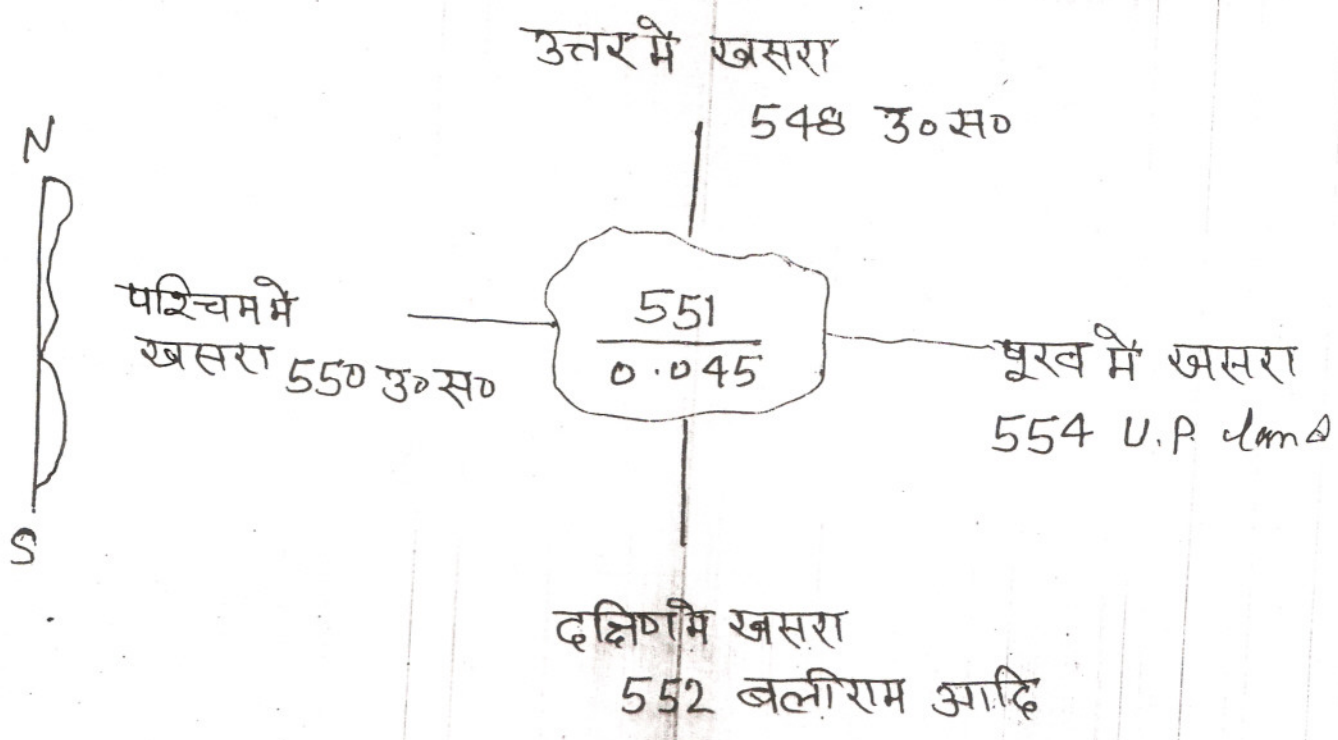 उत्तर में खसरा
548 उ०स०
N
पश्चिम में
खसरा 550 उ०स०
551
0.045
पूरब में खसरा
554 U.P.
S
दक्षिण में खसरा
552 बलीराम आदि